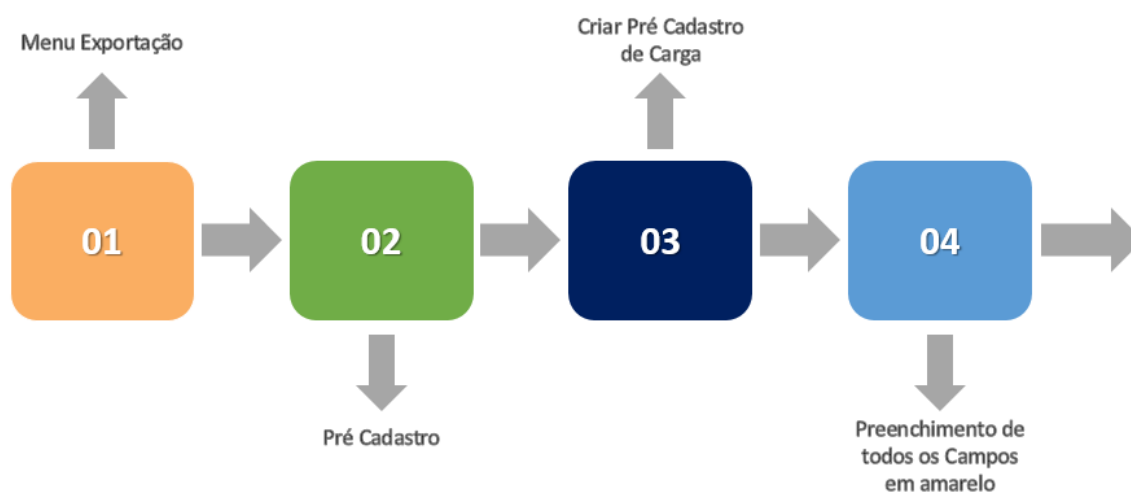 Menu Exportação
Criar Pré Cadastro
de Carga
01
02
03
04
Pré Cadastro
Preenchimento de
todos os Campos
em amarelo